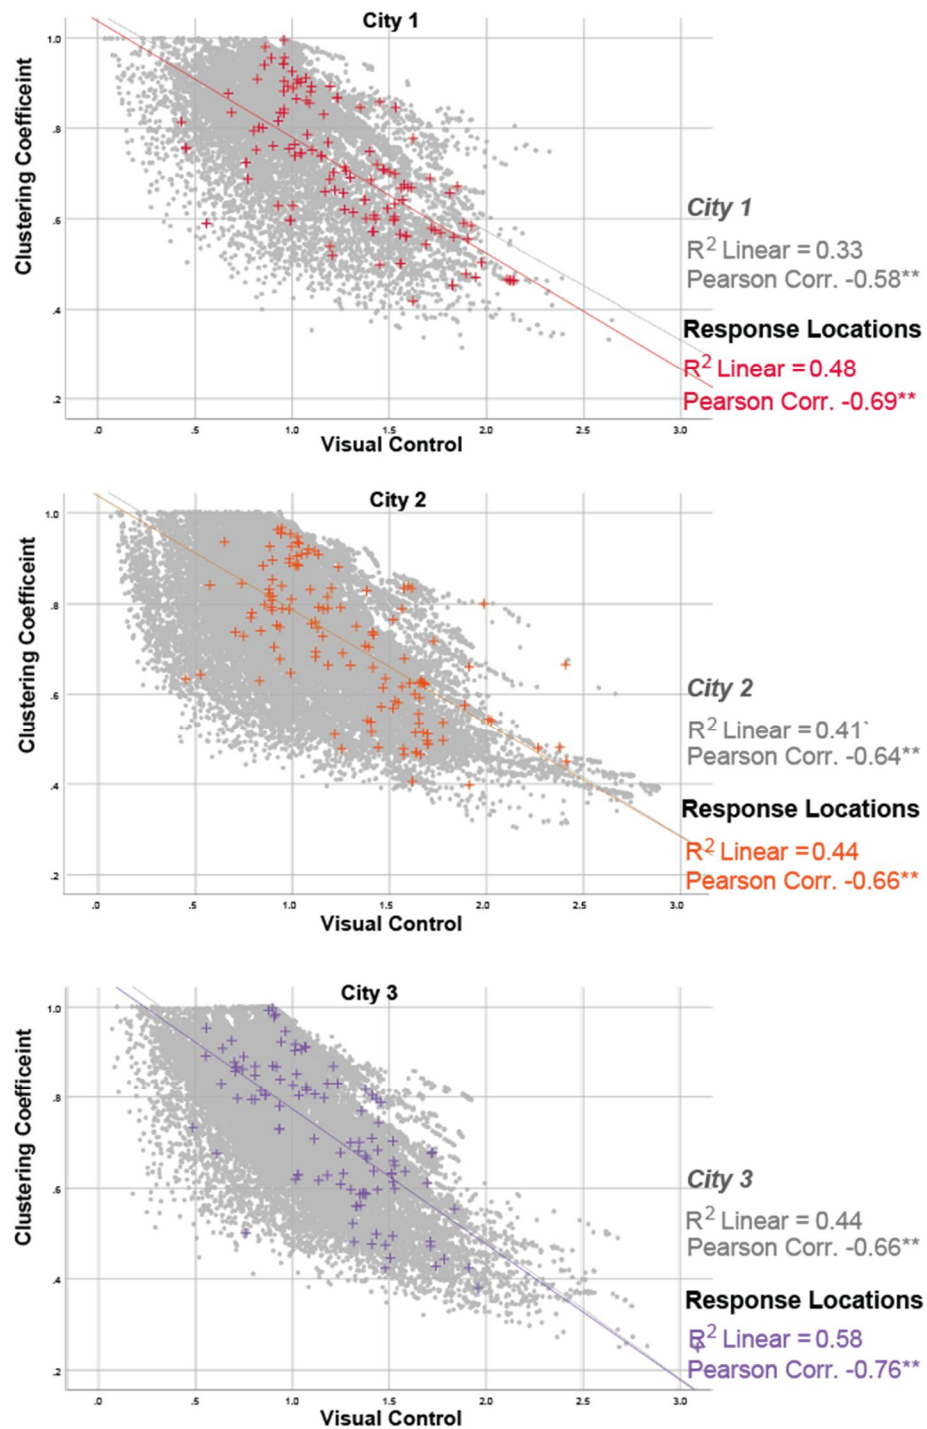 City 1
Clustering Coefficeint
1.0
.8
.6
.4
.2
.0 .5 1.0 1.5 2.0 2.5 3.0
Visual Control
City 1
R² Linear = 0.33
Pearson Corr. -0.58**
Response Locations
R² Linear = 0.48
Pearson Corr. -0.69**
City 2
Clustering Coefficeint
1.0
.8
.6
.4
.2
.0 .5 1.0 1.5 2.0 2.5 3.0
Visual Control
City 2
R² Linear = 0.41`
Pearson Corr. -0.64**
Response Locations
R² Linear = 0.44
Pearson Corr. -0.66**
City 3
Clustering Coefficeint
1.0
.8
.6
.4
.2
.0 .5 1.0 1.5 2.0 2.5 3.0
Visual Control
City 3
R² Linear = 0.44
Pearson Corr. -0.66**
Response Locations
R² Linear = 0.58
Pearson Corr. -0.76**